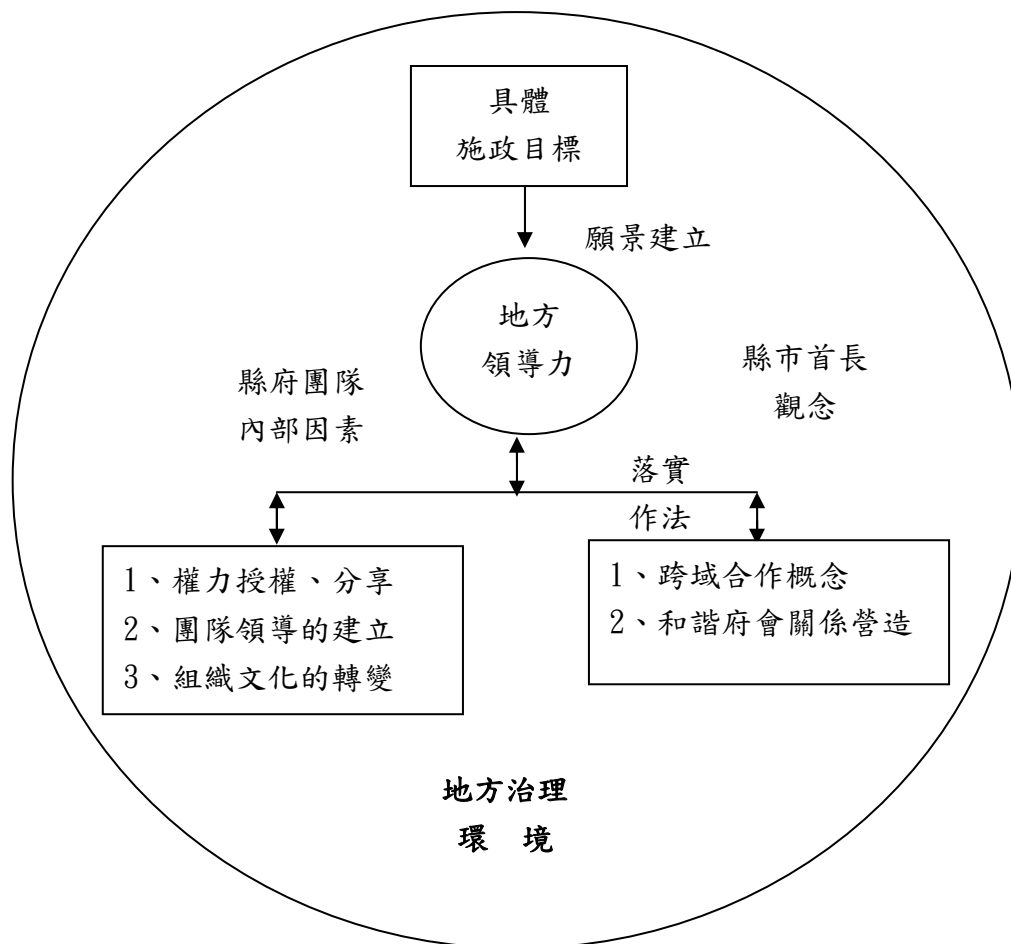 具體
施政目標
願景建立
地方
領導力
縣府團隊
內部因素
縣市首長
觀念
落實
作法
1、權力授權、分享
2、團隊領導的建立
3、組織文化的轉變
1、跨域合作概念
2、和諧府會關係營造
地方治理
環 境